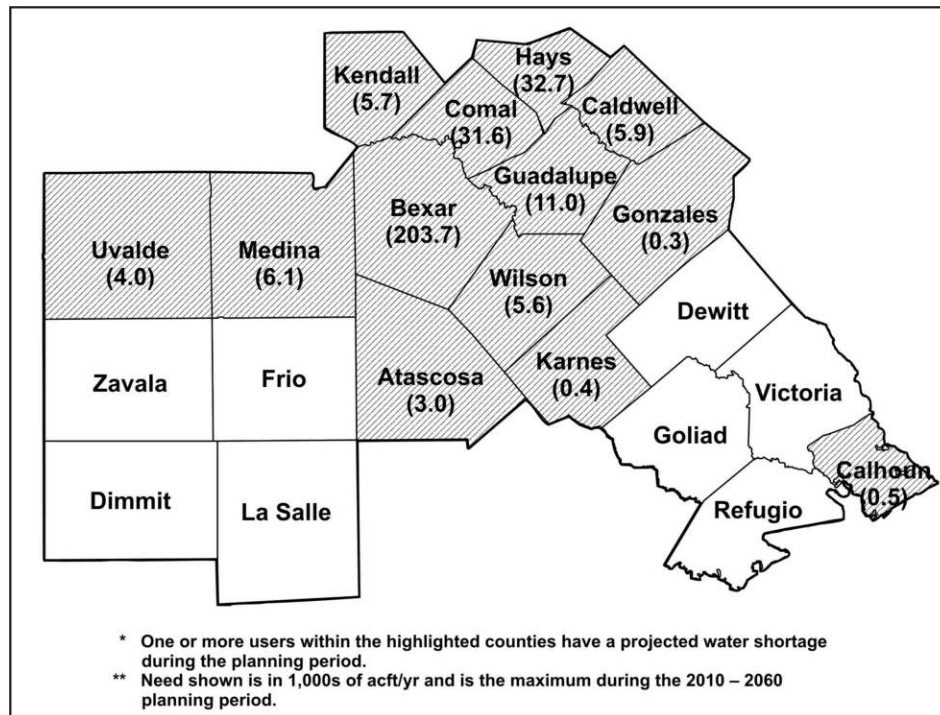 Hays
(32.7)
Kendall
(5.7)
Comal
(31.6)
Caldwell
(5.9)
Guadalupe
(11.0)
Bexar
(203.7)
Gonzales
(0.3)
Uvalde
(4.0)
Medina
(6.1)
Wilson
(5.6)
Dewitt
Zavala
Frio
Atascosa
(3.0)
Karnes
(0.4)
Victoria
Goliad
Calhoun
(0.5)
Dimmit
La Salle
Refugio
* One or more users within the highlighted counties have a projected water shortage
during the planning period.
** Need shown is in 1,000s of acft/yr and is the maximum during the 2010 – 2060
planning period.